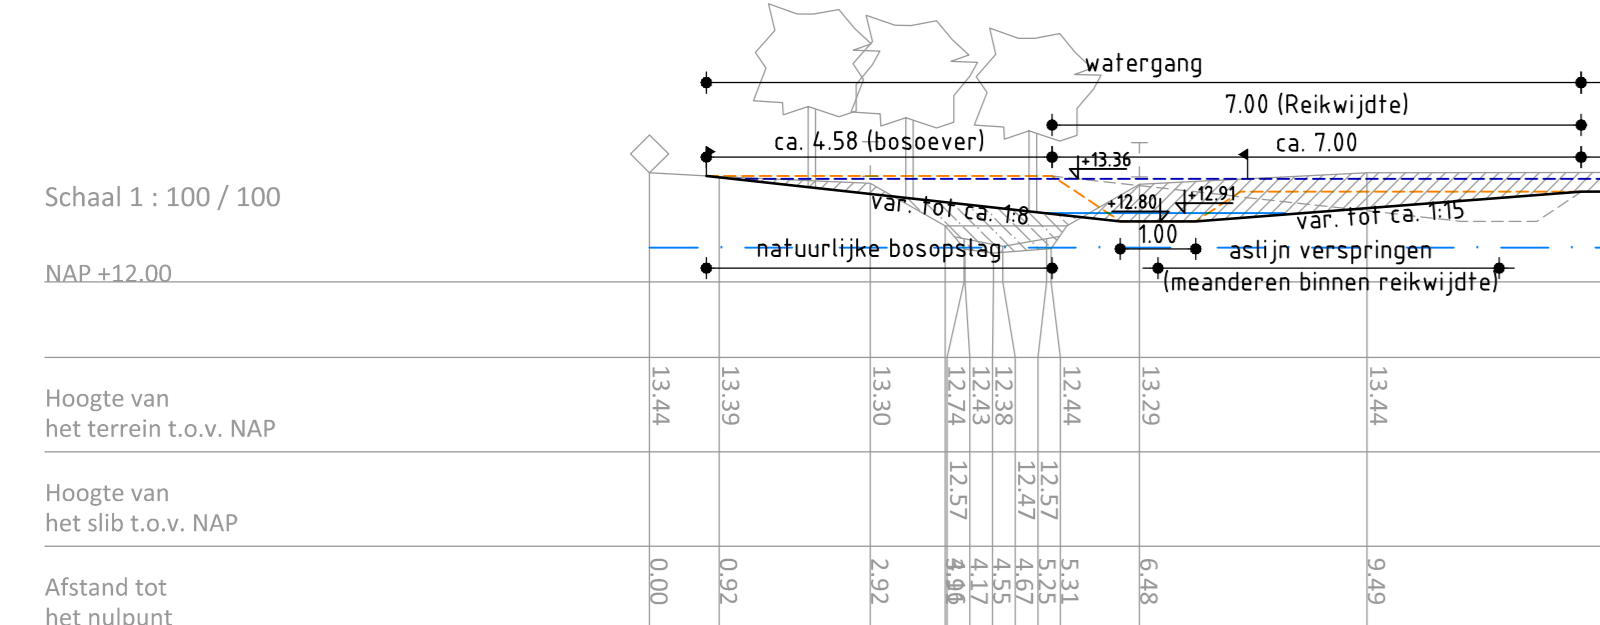 watergang
7.00 (Reikwijdte)
ca. 4.58 (bosoever)
ca. 7.00
+13.36
Schaal 1 : 100 / 100
+12.80
+12.91
var. tot ca. 1:8
var. tot ca. 1:15
1.00
natuurlijke bosopslag
aslijn verspringen
(meanderen binnen reikwijdte)
NAP +12.00
Hoogte van
het terrein t.o.v. NAP
13.44 13.39 13.30 12.74 12.43 12.38 12.44 13.29 13.44
Hoogte van
het slib t.o.v. NAP
12.57 12.47 12.57
Afstand tot
het nulpunt
0.00 0.92 2.92 4.17 4.55 4.67 5.25 5.31 6.48 9.49